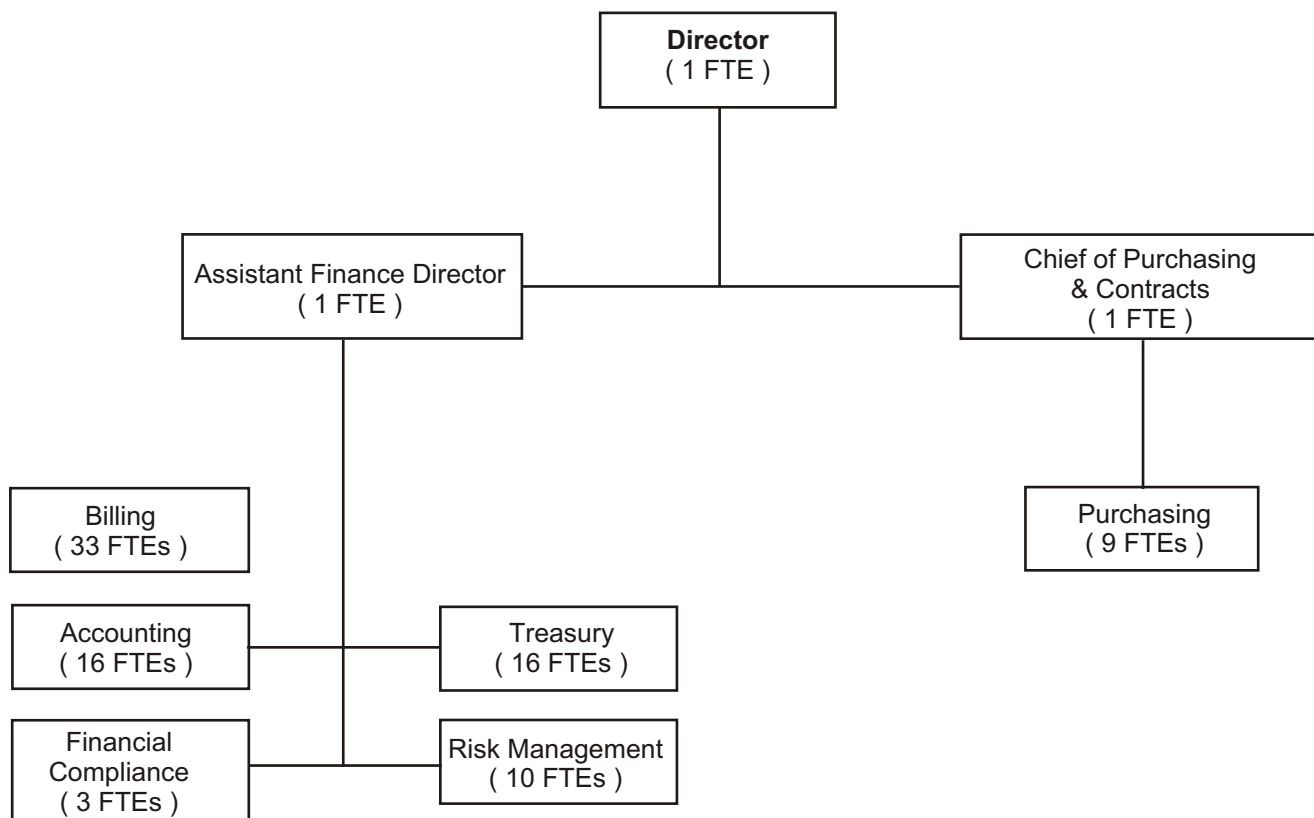 Director
( 1 FTE )
Assistant Finance Director
( 1 FTE )
Chief of Purchasing
& Contracts
( 1 FTE )
Billing
( 33 FTEs )
Purchasing
( 9 FTEs )
Accounting
( 16 FTEs )
Treasury
( 16 FTEs )
Financial
Compliance
( 3 FTEs )
Risk Management
( 10 FTEs )